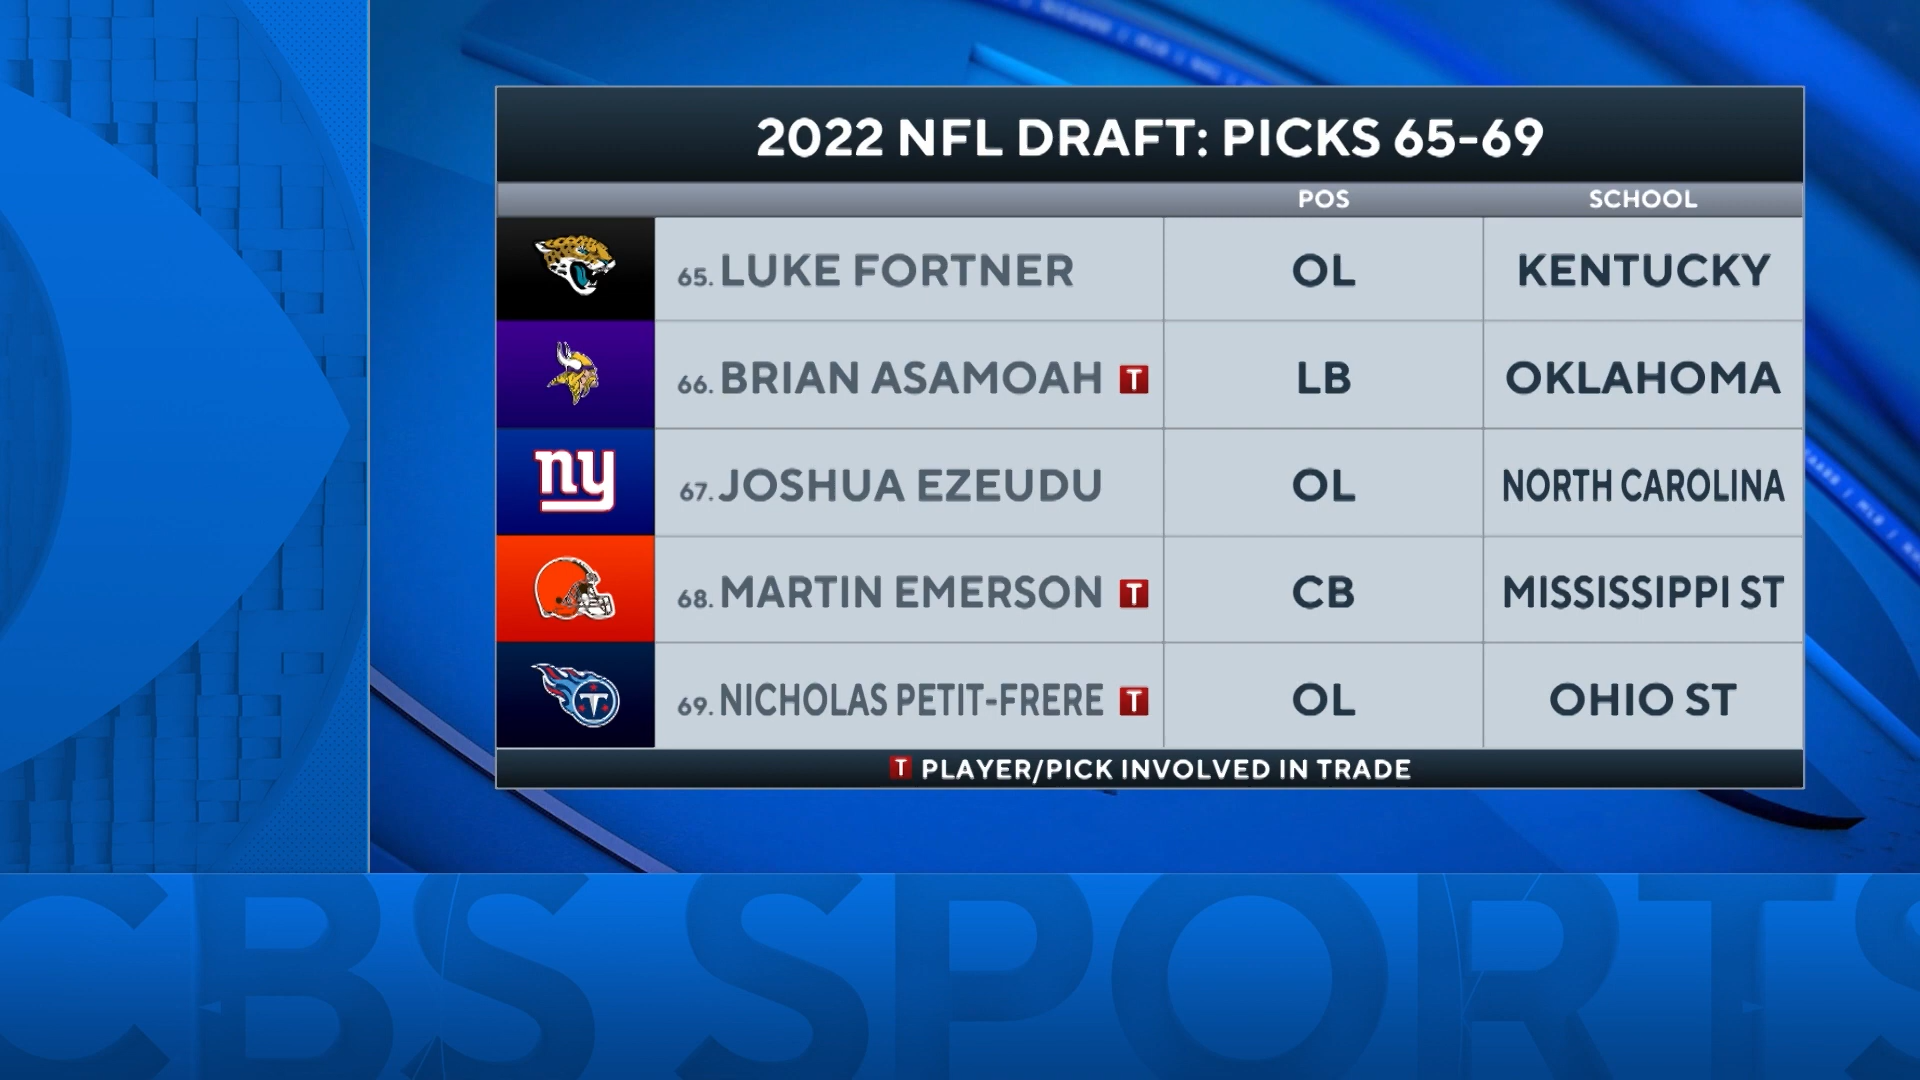 2022 NFL DRAFT: PICKS 65-69
POS SCHOOL
65. LUKE FORTNER OL KENTUCKY
66. BRIAN ASAMOAH T LB OKLAHOMA
ny
67. JOSHUA EZEUDU OL NORTH CAROLINA
68. MARTIN EMERSON T CB MISSISSIPPI ST
T
69. NICHOLAS PETIT-FRERE T OL OHIO ST
T PLAYER/PICK INVOLVED IN TRADE
CBS SPORTS